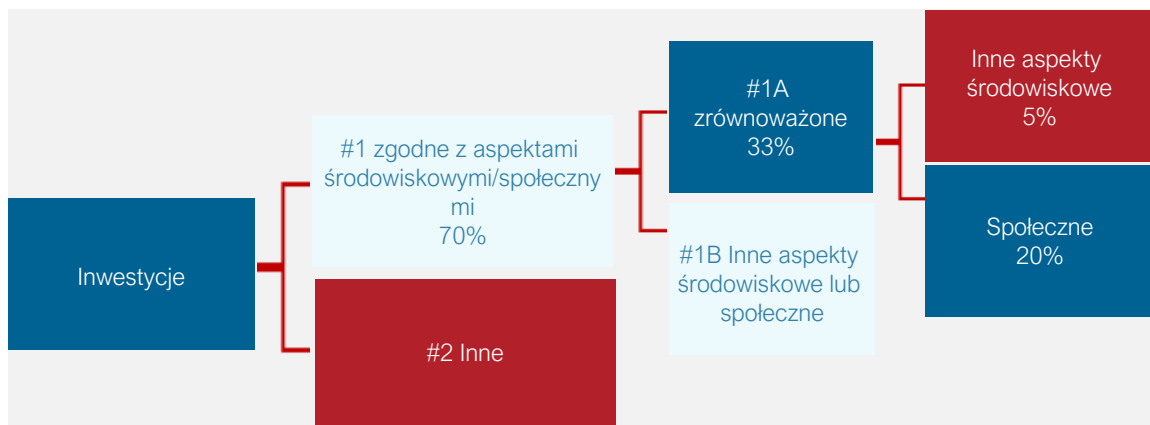 Inwestycje
#1 zgodne z aspektami
środowiskowymi/społeczny
mi
70%
#2 Inne
#1A
zrównoważone
33%
#1B Inne aspekty
środowiskowe lub
społeczne
Inne aspekty
środowiskowe
5%
Społeczne
20%